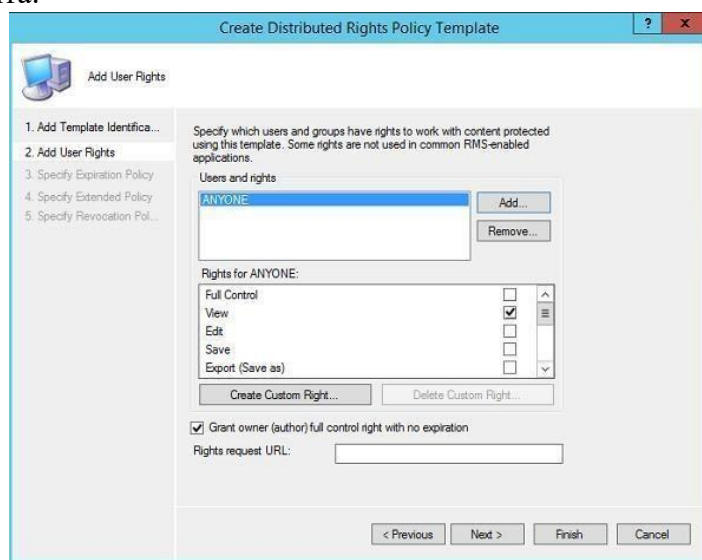 Create Distributed Rights Policy Template
? x
Add User Rights
1. Add Template Identifica...
2. Add User Rights
3. Specify Expiration Policy
4. Specify Extended Policy
5. Specify Revocation Pol...
Specify which users and groups have rights to work with content protected
using this template. Some rights are not used in common RMS-enabled
applications.
Users and rights
ANYONE
Add...
Remove...
Rights for ANYONE:
Full Control
View
Edit
Save
Export (Save as)
Create Custom Right...
Delete Custom Right...
Grant owner (author) full control right with no expiration
Rights request URL:
< Previous
Next >
Finish
Cancel